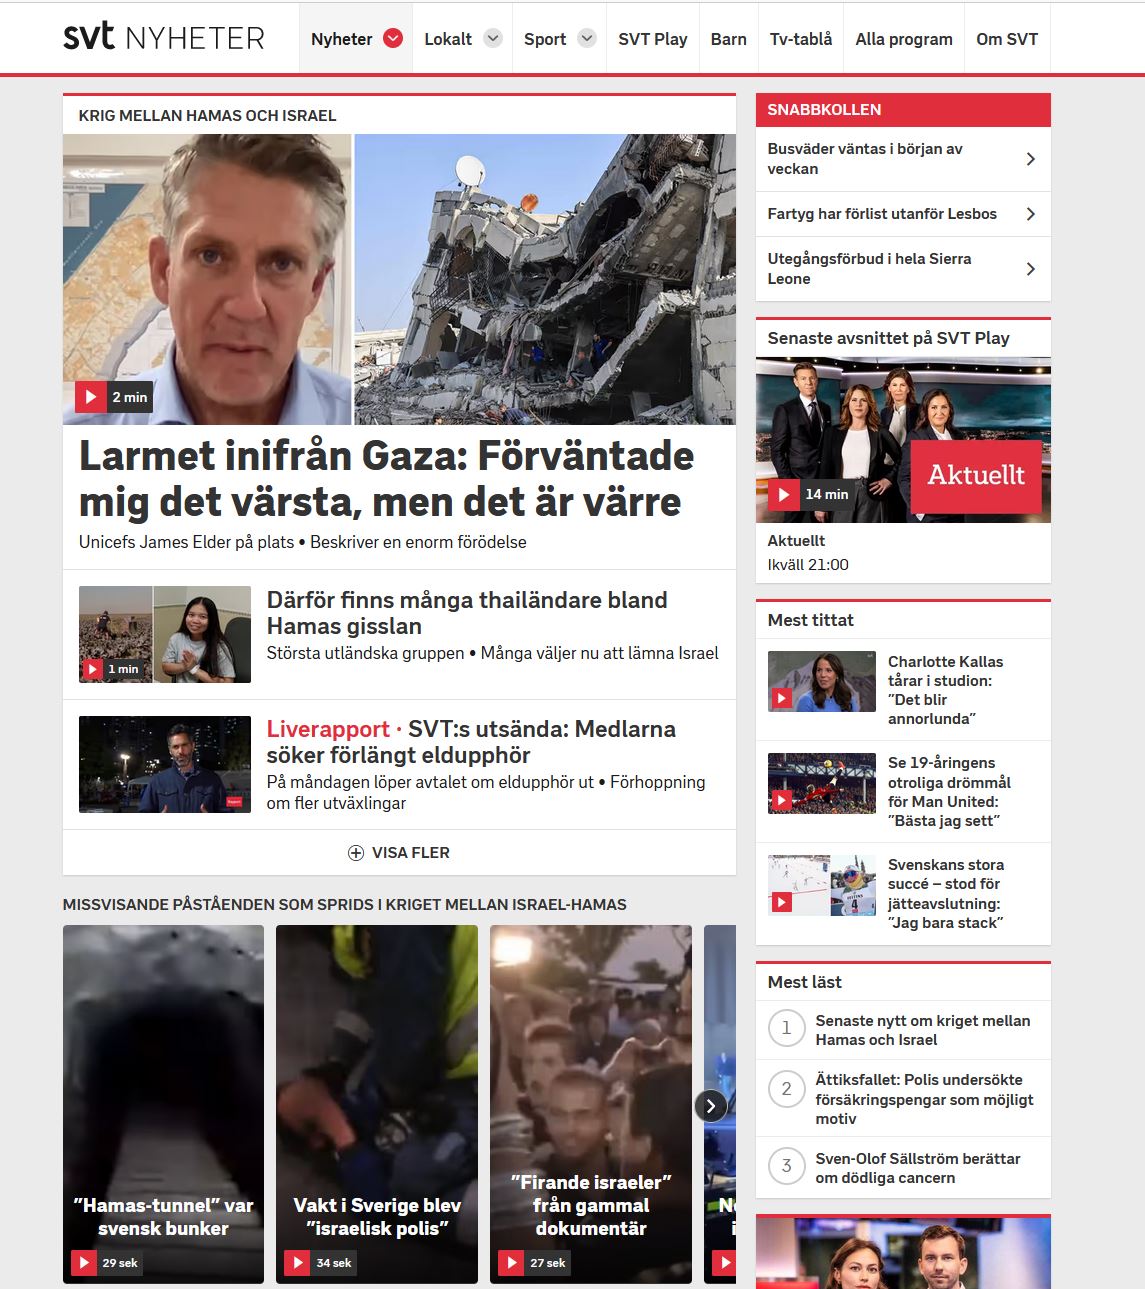 svt NYHETER
Nyheter
Lokalt
Sport
SVT Play
Barn
Tv-tablå
Alla program
Om SVT
KRIG MELLAN HAMAS OCH ISRAEL
2 min
Larmet inifrån Gaza: Förväntade
mig det värsta, men det är värre
Unicefs James Elder på plats • Beskriver en enorm förödelse
1 min
Därför finns många thailändare bland
Hamas gisslan
Största utländska gruppen • Många väljer nu att lämna Israel
Liverapport · SVT:s utsända: Medlarna
söker förlängt eldupphör
På måndagen löper avtalet om eldupphör ut • Förhoppning
om fler utväxlingar
VISA FLER
MISSVISANDE PÅSTÅENDEN SOM SPRIDS I KRIGET MELLAN ISRAEL-HAMAS
”Hamas-tunnel” var
svensk bunker
29 sek
Vakt i Sverige blev
”israelisk polis”
34 sek
”Firande israeler”
från gammal
dokumentär
27 sek
SNABBKOLLEN
Busväder väntas i början av
veckan
Fartyg har förlist utanför Lesbos
Utegångsförbud i hela Sierra
Leone
Senaste avsnittet på SVT Play
Aktuellt
14 min
Aktuellt
Ikväll 21:00
Mest tittat
Charlotte Kallas
tårar i studion:
”Det blir
annorlunda”
Se 19-åringens
otroliga drömmål
för Man United:
”Bästa jag sett”
Svenskans stora
succé – stod för
jätteavslutning:
”Jag bara stack”
Mest läst
1
Senaste nytt om kriget mellan
Hamas och Israel
2
Ättiksfallet: Polis undersökte
försäkringspengar som möjligt
motiv
3
Sven-Olof Sällström berättar
om dödliga cancern